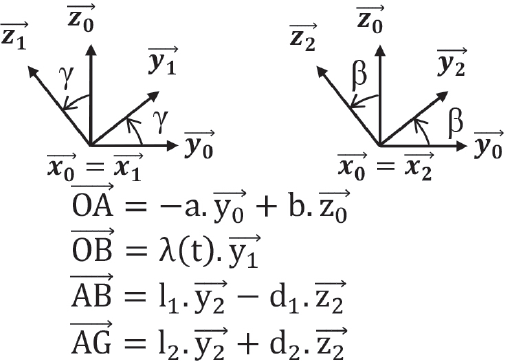 z₀⃗ z₀⃗
z₁⃗ γ y₁⃗ z₂⃗ β y₂⃗
γ y₀⃗ β y₀⃗
x₀⃗ = x₁⃗ x₀⃗ = x₂⃗
OA⃗ = −a. y₀⃗ + b. z₀⃗
OB⃗ = λ(t). y₁⃗
AB⃗ = l₁. y₂⃗ − d₁. z₂⃗
AG⃗ = l₂. y₂⃗ + d₂. z₂⃗